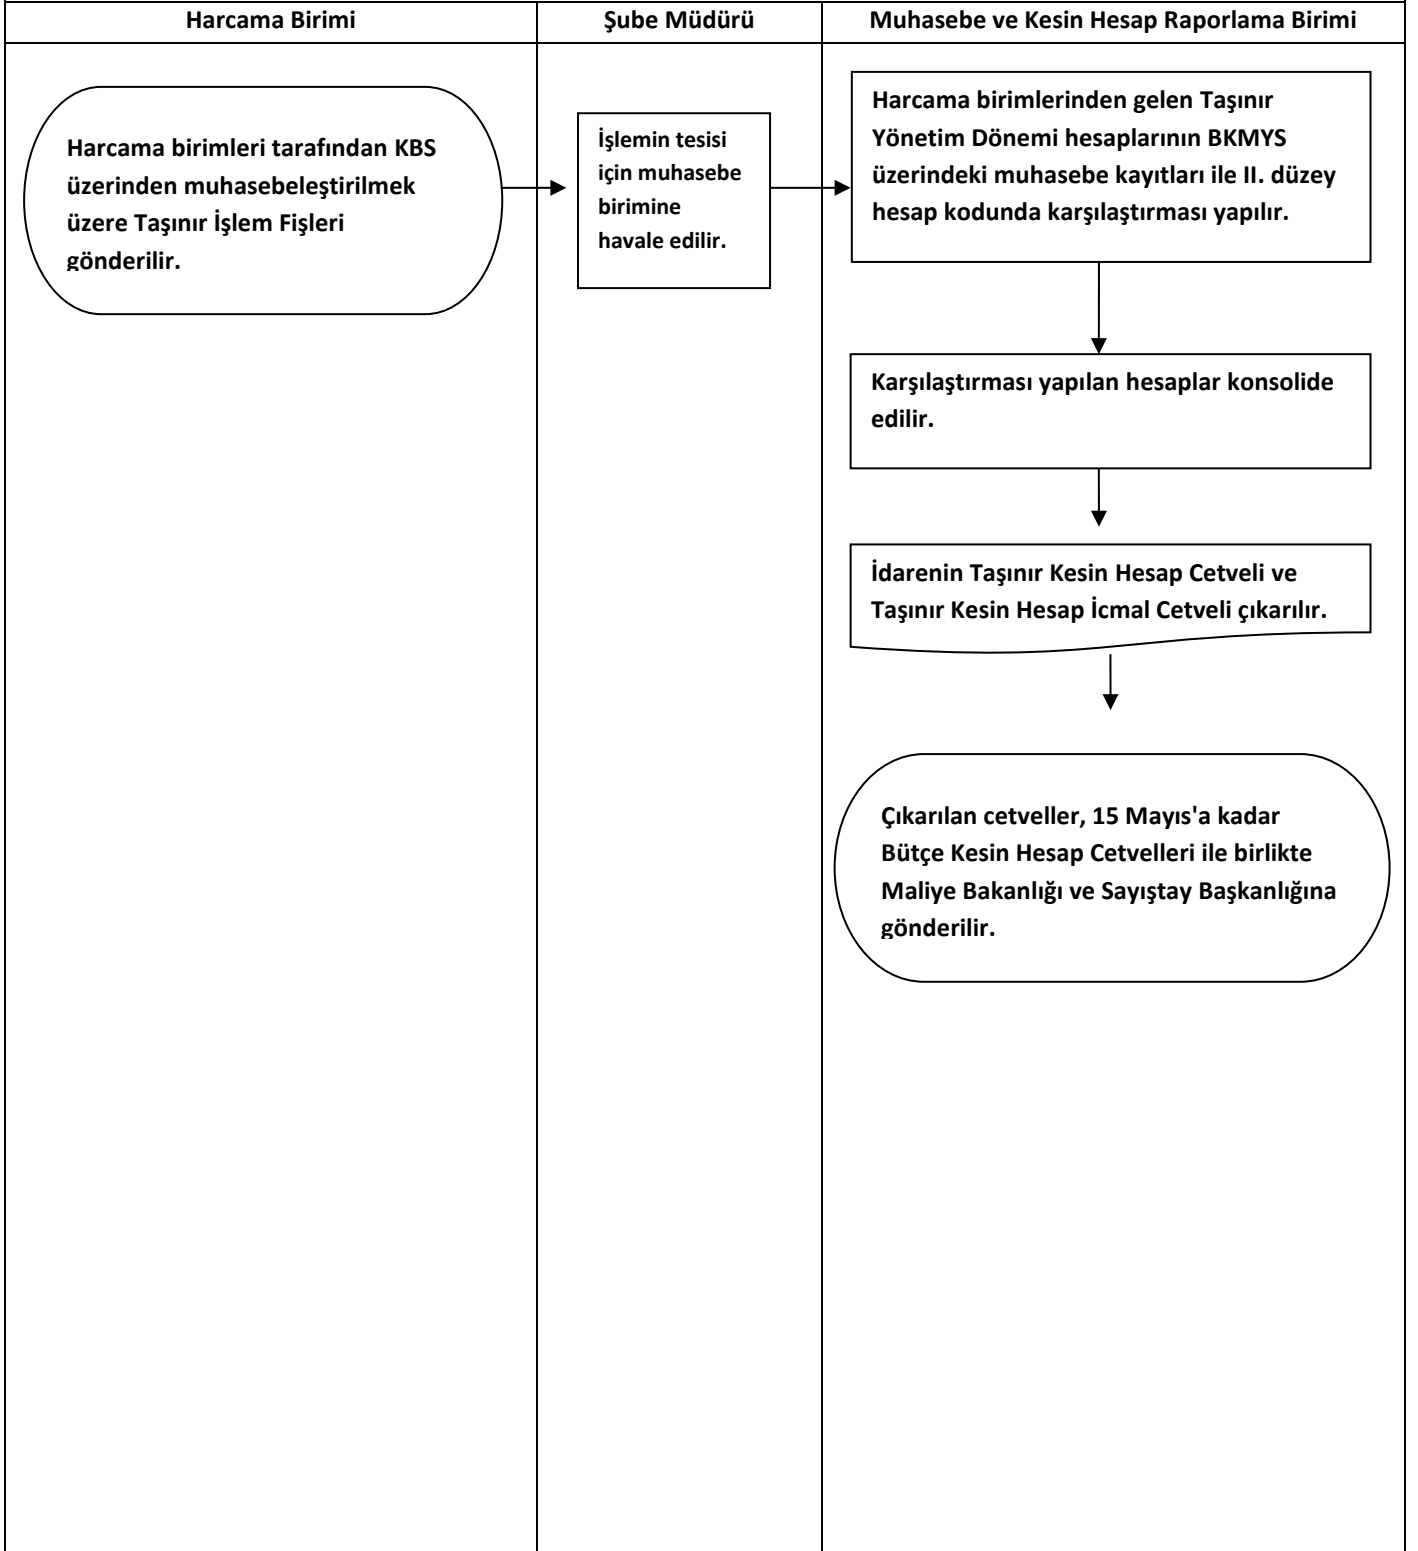 Harcama Birimi
Şube Müdürü
Muhasebe ve Kesin Hesap Raporlama Birimi
Harcama birimleri tarafından KBS
üzerinden muhasebeleştirilmek
üzere Taşınır İşlem Fişleri
gönderilir.
İşlemin tesisi
için muhasebe
birimine
havale edilir.
Harcama birimlerinden gelen Taşınır
Yönetim Dönemi hesaplarının BKMYS
üzerindeki muhasebe kayıtları ile II. düzey
hesap kodunda karşılaştırması yapılır.
Karşılaştırması yapılan hesaplar konsolide
edilir.
İdarenin Taşınır Kesin Hesap Cetveli ve
Taşınır Kesin Hesap İcmal Cetveli çıkarılır.
Çıkarılan cetveller, 15 Mayıs'a kadar
Bütçe Kesin Hesap Cetvelleri ile birlikte
Maliye Bakanlığı ve Sayıştay Başkanlığına
gönderilir.